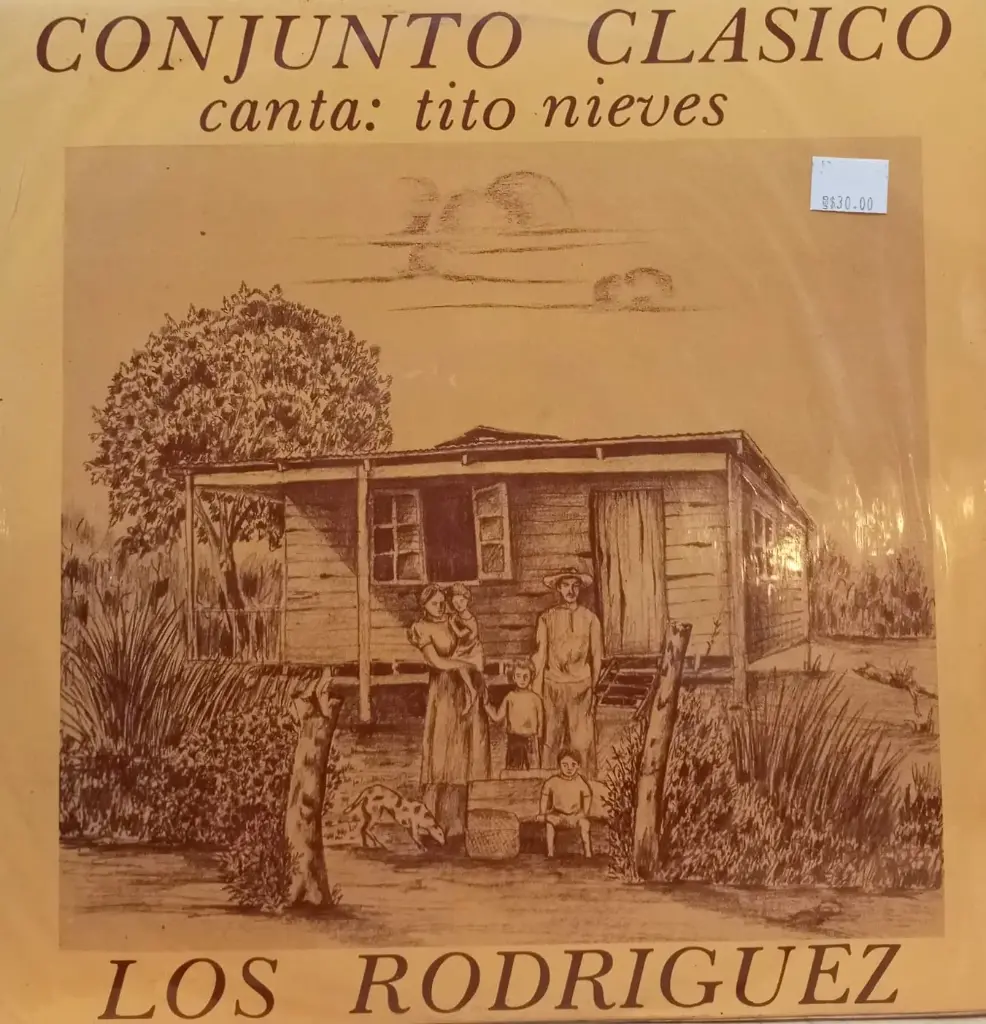 CONJUNTO CLASICO
canta: tito nieves
$30.00
LOS RODRIGUEZ